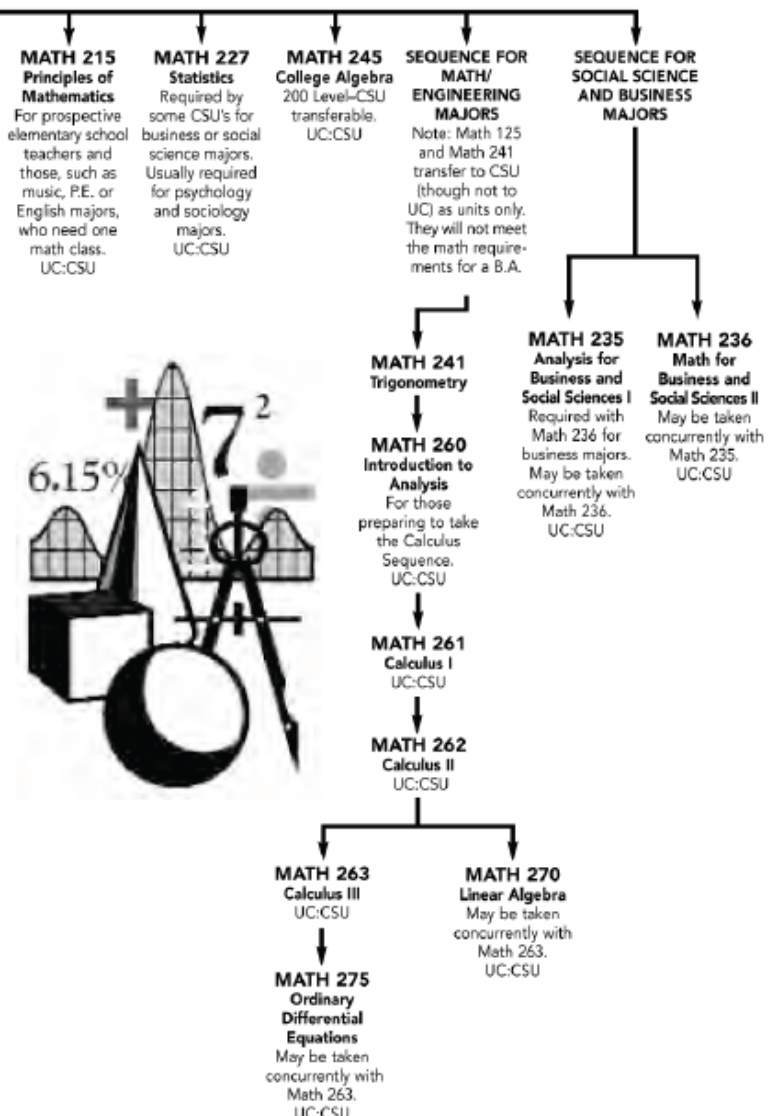 MATH 215
Principles of
Mathematics
For prospective
elementary school
teachers and
those, such as
music, P.E. or
English majors,
who need one
math class.
UC:CSU
MATH 227
Statistics
Required by
some CSU's for
business or social
science majors.
Usually required
for psychology
and sociology
majors.
UC:CSU
MATH 245
College Algebra
200 Level–CSU
transferable.
UC:CSU
SEQUENCE FOR
MATH/
ENGINEERING
MAJORS
Note: Math 125
and Math 241
transfer to CSU
(though not to
UC) as units only.
They will not meet
the math require-
ments for a B.A.
SEQUENCE FOR
SOCIAL SCIENCE
AND BUSINESS
MAJORS
MATH 235
Analysis for
Business and
Social Sciences I
Required with
Math 236 for
business majors.
May be taken
concurrently with
Math 236.
UC:CSU
MATH 236
Math for
Business and
Social Sciences II
May be taken
concurrently with
Math 235.
UC:CSU
MATH 241
Trigonometry
MATH 260
Introduction to
Analysis
For those
preparing to take
the Calculus
Sequence.
UC:CSU
6.15%
7 2
MATH 261
Calculus I
UC:CSU
MATH 262
Calculus II
UC:CSU
MATH 263
Calculus III
UC:CSU
MATH 270
Linear Algebra
May be taken
concurrently with
Math 263.
UC:CSU
MATH 275
Ordinary
Differential
Equations
May be taken
concurrently with
Math 263.
UC:CSU